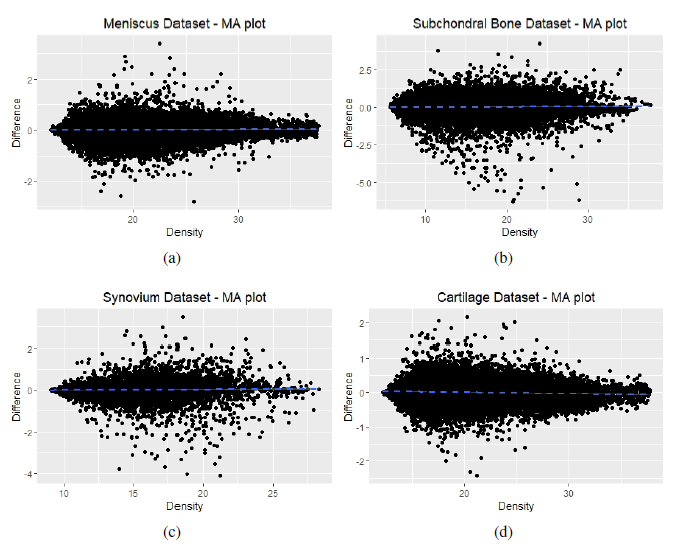 Meniscus Dataset - MA plot
2
0
-2
Difference
20
30
Density
(a)
Subchondral Bone Dataset - MA plot
2.5
0.0
-2.5
-5.0
Difference
10
20
30
Density
(b)
Synovium Dataset - MA plot
2
0
-2
-4
Difference
10
15
20
25
Density
(c)
Cartilage Dataset - MA plot
2
1
0
-1
-2
Difference
20
30
Density
(d)